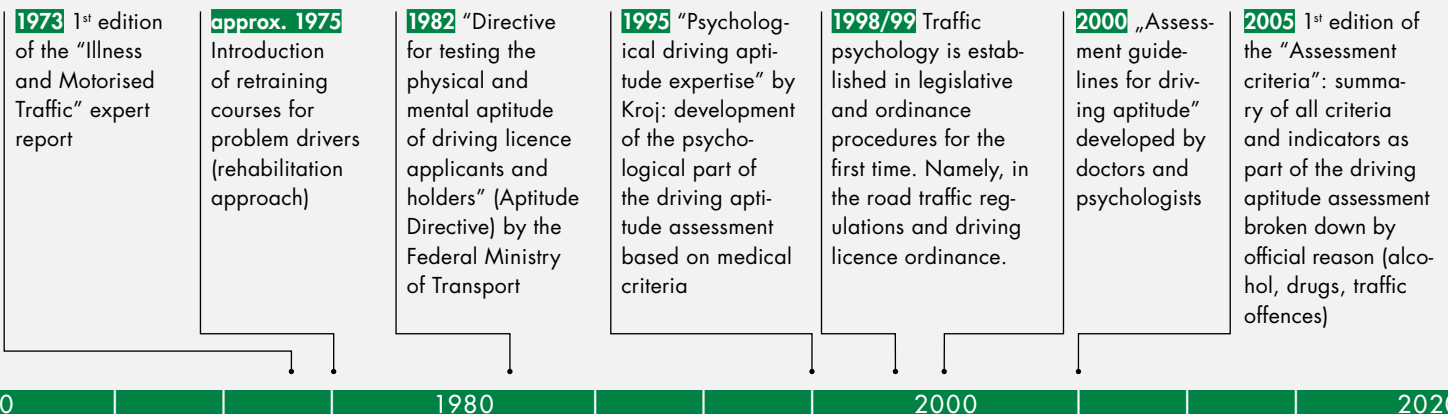 1973 1st edition
of the “Illness
and Motorised
Traffic” expert
report
approx. 1975
Introduction
of retraining
courses for
problem drivers
(rehabilitation
approach)
1982 “Directive
for testing the
physical and
mental aptitude
of driving licence
applicants and
holders” (Aptitude
Directive) by the
Federal Ministry
of Transport
1995 “Psycholog-
ical driving apti-
tude expertise” by
Kroj: development
of the psycho-
logical part of
the driving apti-
tude assessment
based on medical
criteria
1998/99 Traffic
psychology is estab-
lished in legislative
and ordinance
procedures for the
first time. Namely, in
the road traffic reg-
ulations and driving
licence ordinance.
2000 „Assess-
ment guide-
lines for driv-
ing aptitude”
developed by
doctors and
psychologists
2005 1st edition of
the “Assessment
criteria”: summa-
ry of all criteria
and indicators as
part of the driving
aptitude assessment
broken down by
official reason (alco-
hol, drugs, traffic
offences)
0 1980 2000 2020